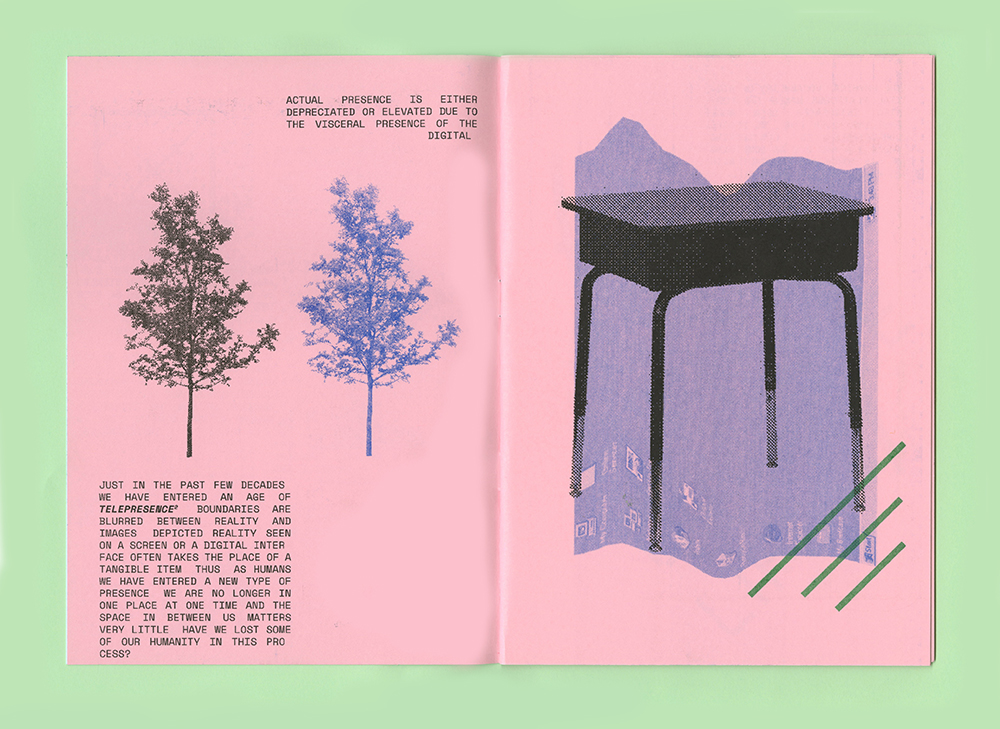 ACTUAL PRESENCE IS EITHER
DEPRECIATED OR ELEVATED DUE TO
THE VISCERAL PRESENCE OF THE
DIGITAL
JUST IN THE PAST FEW DECADES
WE HAVE ENTERED AN AGE OF
TELEPRESENCE² BOUNDARIES ARE
BLURRED BETWEEN REALITY AND
IMAGES DEPICTED REALITY SEEN
ON A SCREEN OR A DIGITAL INTER
FACE OFTEN TAKES THE PLACE OF A
TANGIBLE ITEM THUS AS HUMANS
WE HAVE ENTERED A NEW TYPE OF
PRESENCE WE ARE NO LONGER IN
ONE PLACE AT ONE TIME AND THE
SPACE IN BETWEEN US MATTERS
VERY LITTLE HAVE WE LOST SOME
OF OUR HUMANITY IN THIS PRO
CESS?
My Computer
Start